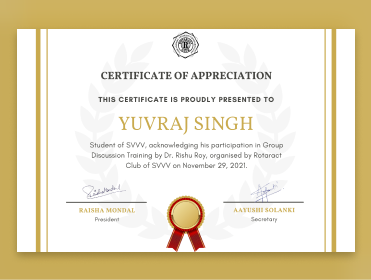 CERTIFICATE OF APPRECIATION
THIS CERTIFICATE IS PROUDLY PRESENTED TO
YUVRAJ SINGH
Student of SVVV, acknowledging his participation in Group
Discussion Training by Dr. Rishu Roy, organised by Rotaract
Club of SVVV on November 29, 2021.
RAISHA MONDAL
President
AAYUSHI SOLANKI
Secretary